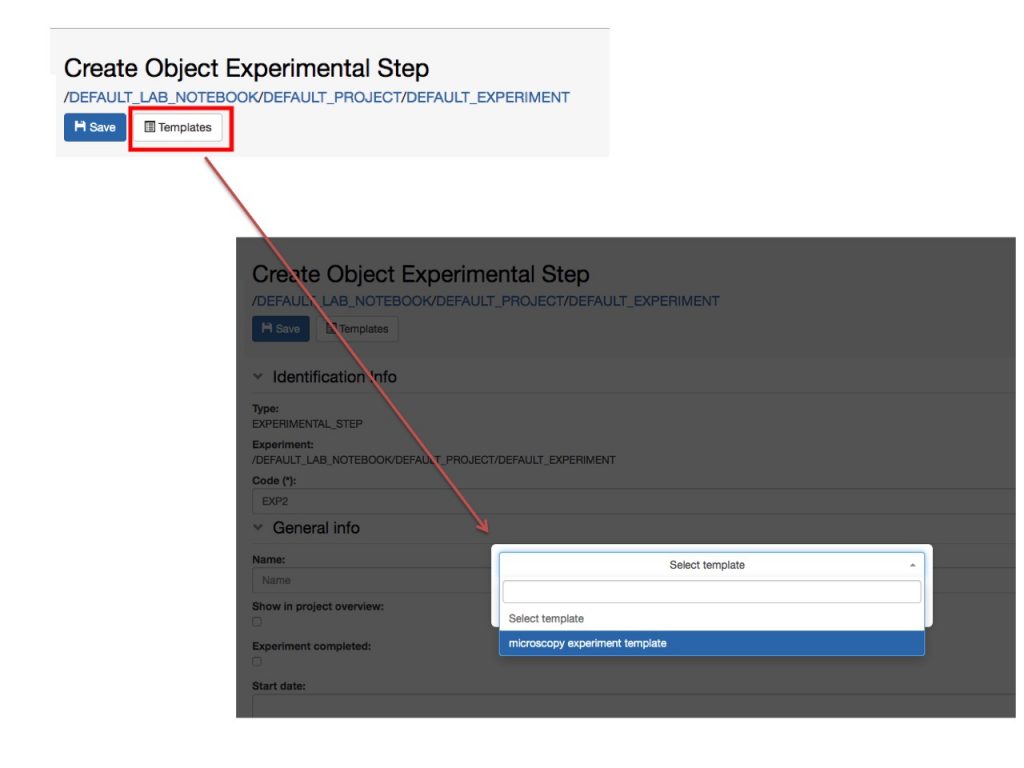 Create Object Experimental Step
/DEFAULT_LAB_NOTEBOOK/DEFAULT_PROJECT/DEFAULT_EXPERIMENT
Save Templates
Create Object Experimental Step
/DEFAULT_LAB_NOTEBOOK/DEFAULT_PROJECT/DEFAULT_EXPERIMENT
Save Templates
Identification Info
Type:
EXPERIMENTAL_STEP
Experiment:
/DEFAULT_LAB_NOTEBOOK/DEFAULT_PROJECT/DEFAULT_EXPERIMENT
Code (*):
EXP2
General info
Name:
Name
Show in project overview:
Experiment completed:
Start date:
Select template
Select template
microscopy experiment template